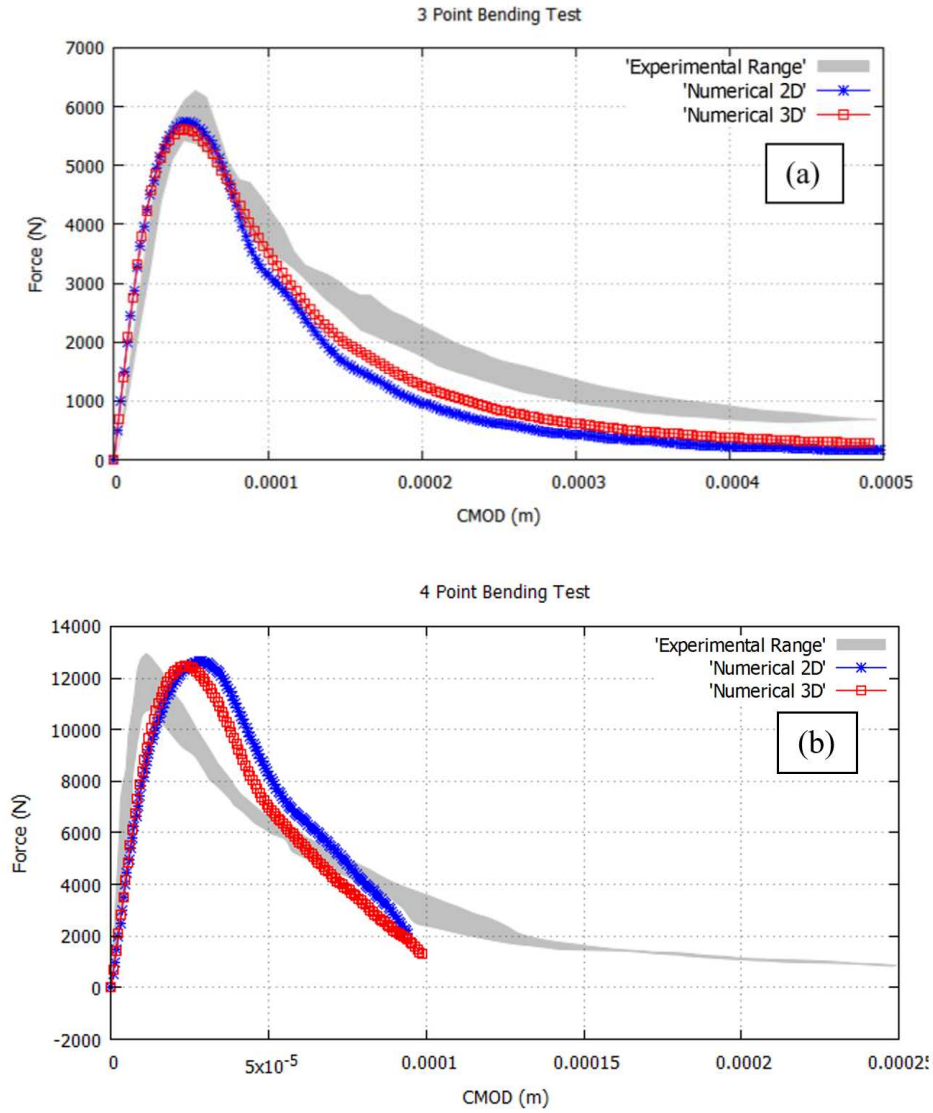 3 Point Bending Test
7000
6000
5000
4000
3000
2000
1000
0
Force (N)
'Experimental Range'
'Numerical 2D'
'Numerical 3D'
(a)
0 0.0001 0.0002 0.0003 0.0004 0.0005
CMOD (m)
4 Point Bending Test
14000
12000
10000
8000
6000
4000
2000
0
-2000
Force (N)
'Experimental Range'
'Numerical 2D'
'Numerical 3D'
(b)
0 5x10⁻⁵ 0.0001 0.00015 0.0002 0.00025
CMOD (m)